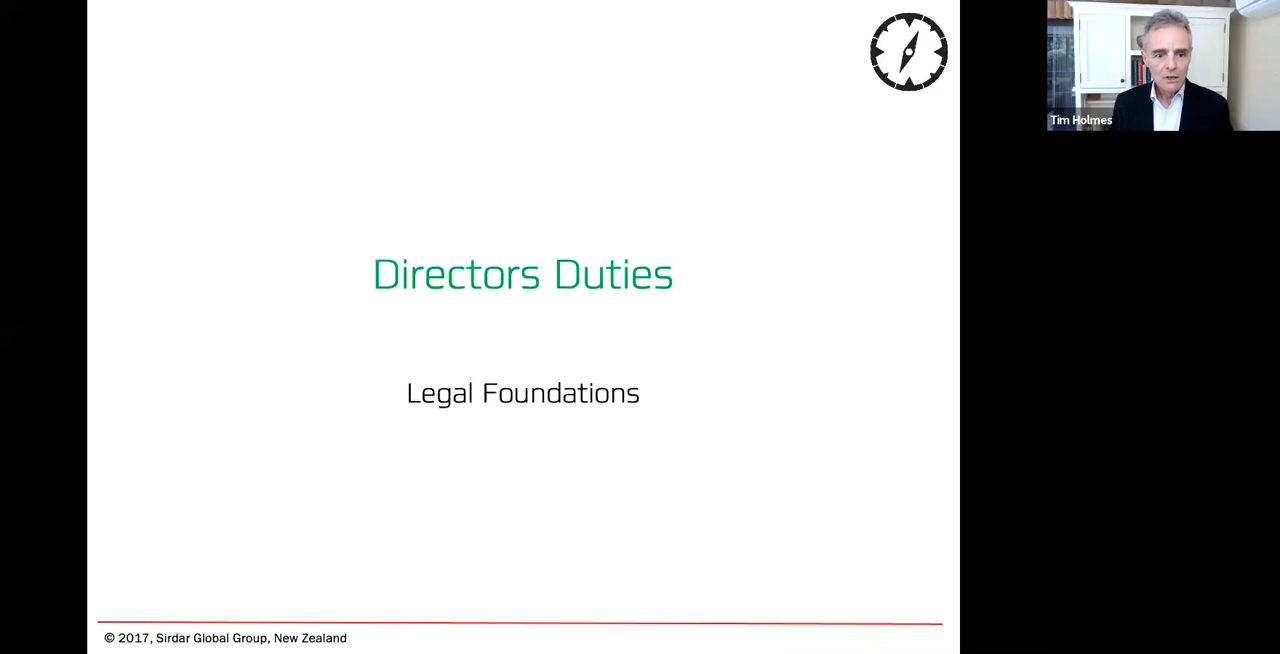 Directors Duties
Legal Foundations
© 2017, Sirdar Global Group, New Zealand
Tim Holmes